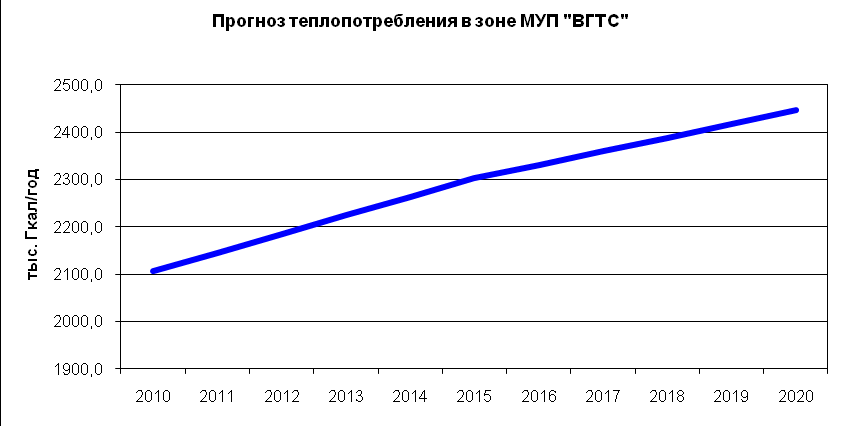 Прогноз теплопотребления в зоне МУП "ВГТС"
тыс. Гкал/год
2500,0
2400,0
2300,0
2200,0
2100,0
2000,0
1900,0
2010 2011 2012 2013 2014 2015 2016 2017 2018 2019 2020